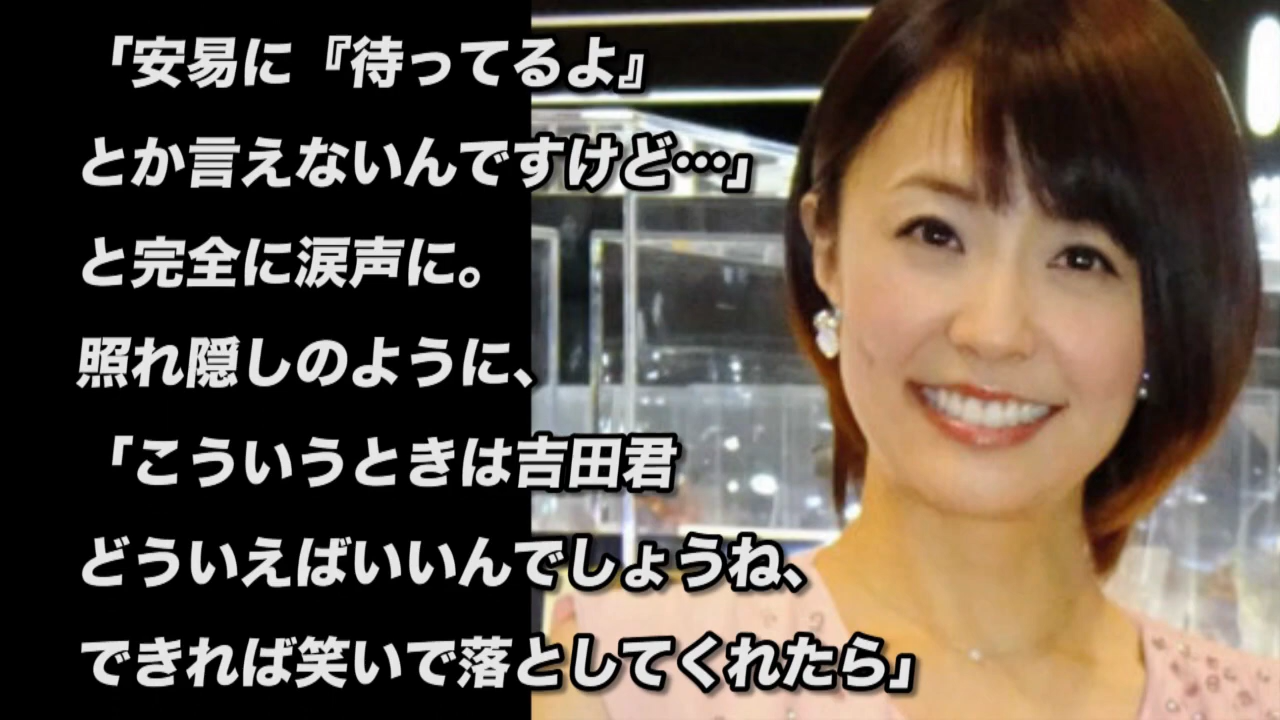 「安易に『待ってるよ』
とか言えないんですけど…」
と完全に涙声に。
照れ隠しのように、
「こういうときは吉田君
どういえばいいんでしょうね、
できれば笑いで落としてくれたら」